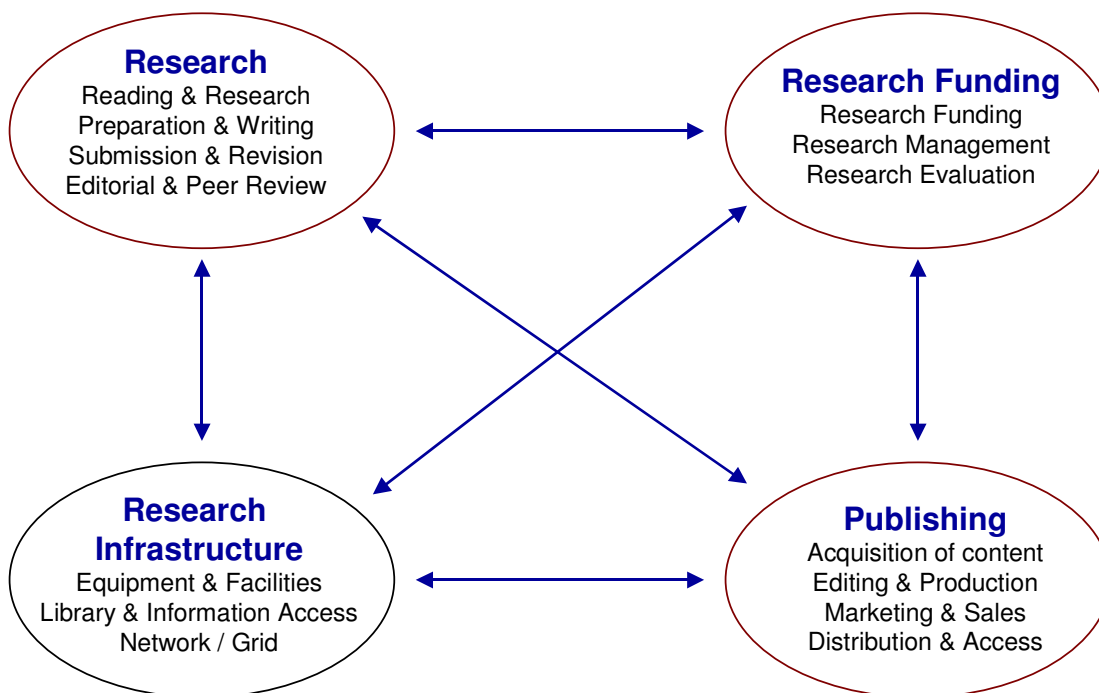 Research
Reading & Research
Preparation & Writing
Submission & Revision
Editorial & Peer Review
Research Funding
Research Funding
Research Management
Research Evaluation
Research
Infrastructure
Equipment & Facilities
Library & Information Access
Network / Grid
Publishing
Acquisition of content
Editing & Production
Marketing & Sales
Distribution & Access